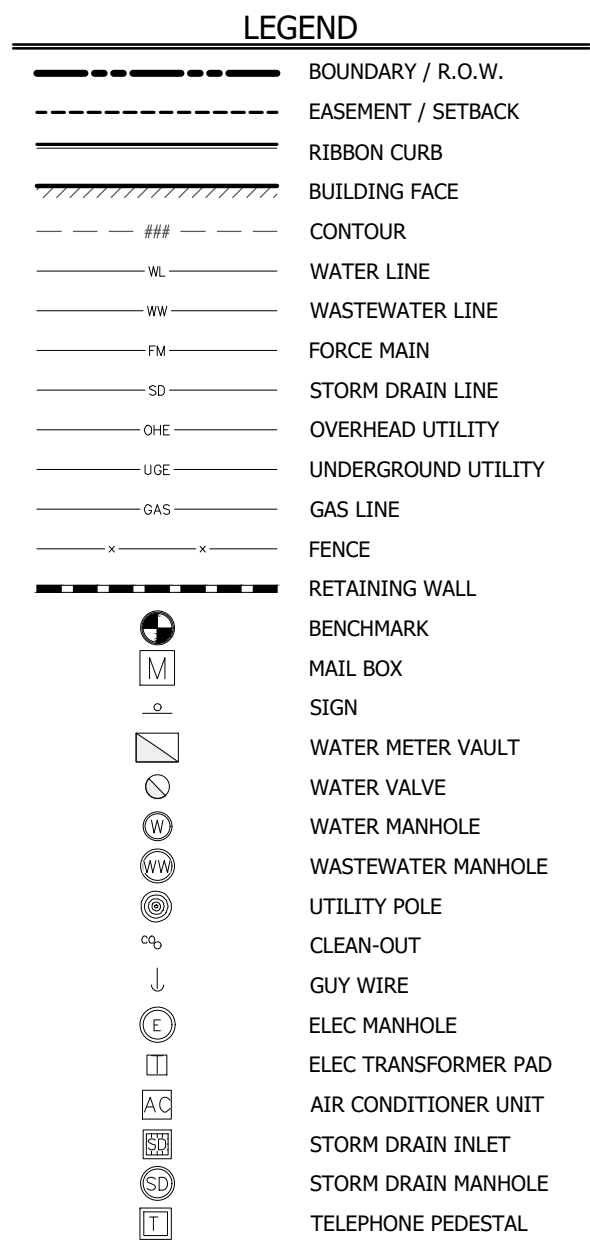 LEGEND
BOUNDARY / R.O.W.
EASEMENT / SETBACK
RIBBON CURB
BUILDING FACE
### CONTOUR
WL WATER LINE
WW WASTEWATER LINE
FM FORCE MAIN
SD STORM DRAIN LINE
OHE OVERHEAD UTILITY
UGE UNDERGROUND UTILITY
GAS GAS LINE
x x FENCE
RETAINING WALL
BENCHMARK
M MAIL BOX
SIGN
WATER METER VAULT
WATER VALVE
W WATER MANHOLE
WW WASTEWATER MANHOLE
UTILITY POLE
CO CLEAN-OUT
GUY WIRE
E ELEC MANHOLE
T ELEC TRANSFORMER PAD
AC AIR CONDITIONER UNIT
SD STORM DRAIN INLET
SD STORM DRAIN MANHOLE
T TELEPHONE PEDESTAL